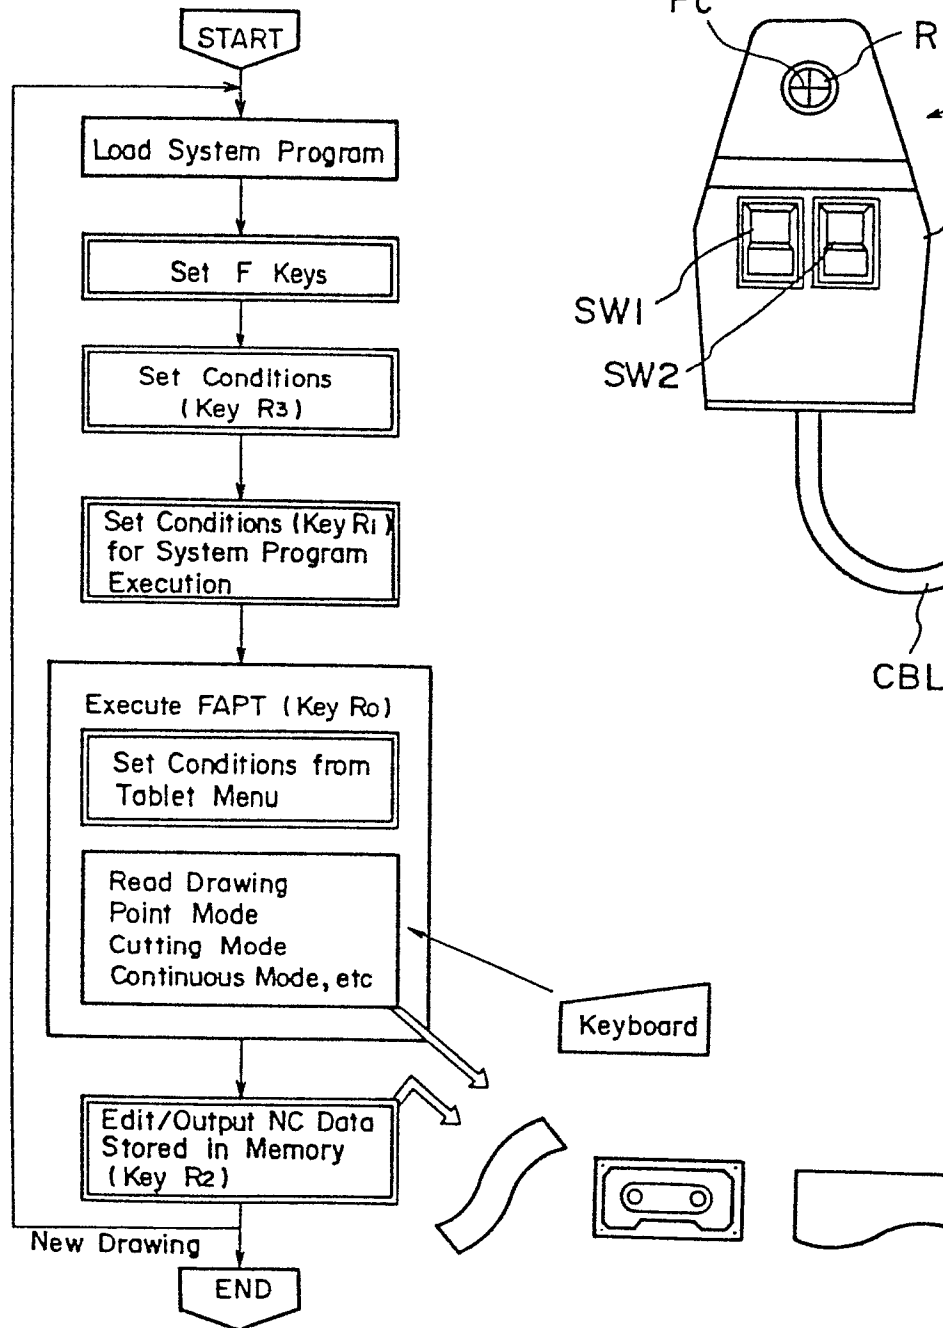 START
Load System Program
Set F Keys
Set Conditions
(Key R3)
Set Conditions (Key R1)
for System Program
Execution
Execute FAPT (Key R0)
Set Conditions from
Tablet Menu
Read Drawing
Point Mode
Cutting Mode
Continuous Mode, etc
Keyboard
Edit/Output NC Data
Stored in Memory
(Key R2)
New Drawing
END
Pc
R
SW1
SW2
CBL